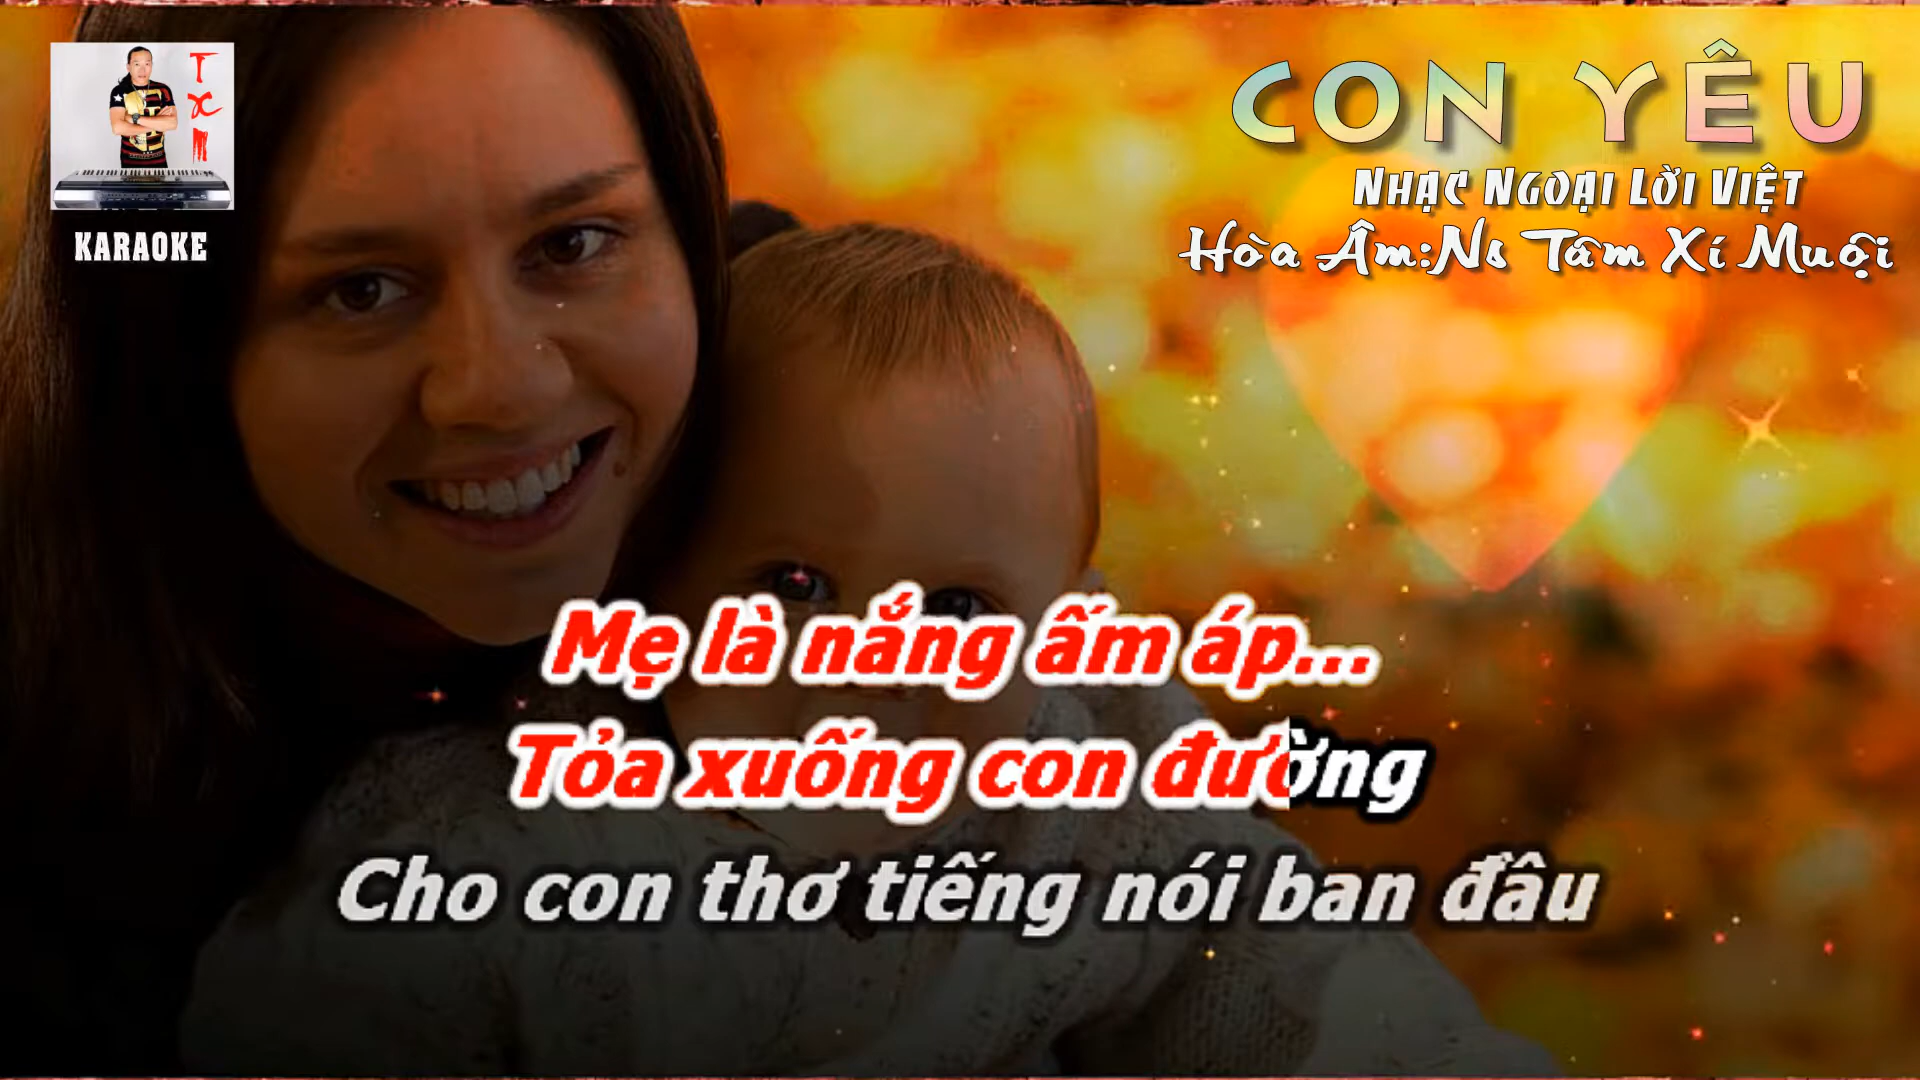 TXM
KARAOKE
CON YÊU
NHẠC NGOẠI LỜI VIỆT
Hòa Âm:Ns Tâm Xí Muội
Mẹ là nắng ấm áp...
Tỏa xuống con đường
Cho con thơ tiếng nói ban đầu